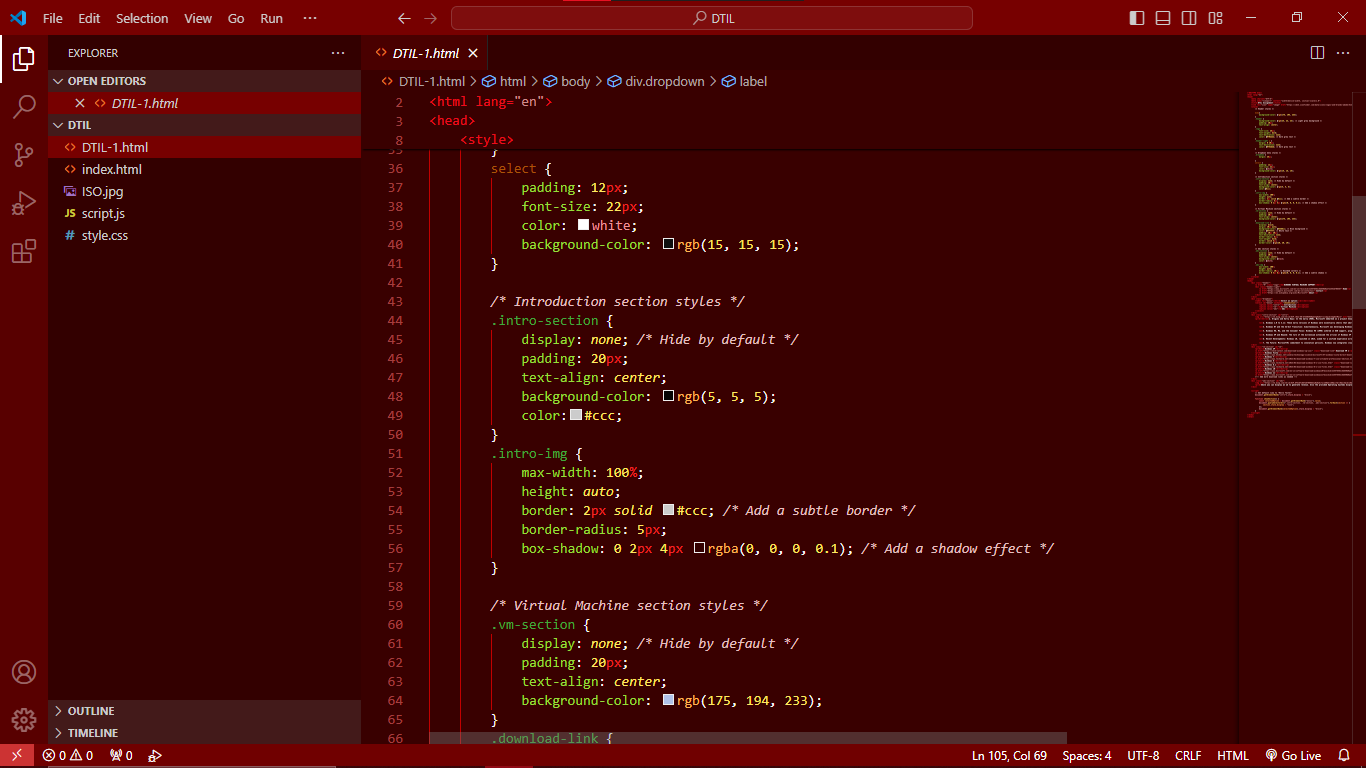 File Edit Selection View Go Run ···
DTIL
EXPLORER
OPEN EDITORS
DTIL-1.html
DTIL
DTIL-1.html
index.html
ISO.jpg
JS script.js
# style.css
OUTLINE
TIMELINE
DTIL-1.html
DTIL-1.html > html > body > div.dropdown > label
2 <html lang="en">
3 <head>
8 <style>
35 }
36 select {
37 padding: 12px;
38 font-size: 22px;
39 color: white;
40 background-color: rgb(15, 15, 15);
41 }
42
43 /* Introduction section styles */
44 .intro-section {
45 display: none; /* Hide by default */
46 padding: 20px;
47 text-align: center;
48 background-color: rgb(5, 5, 5);
49 color: #ccc;
50 }
51 .intro-img {
52 max-width: 100%;
53 height: auto;
54 border: 2px solid #ccc; /* Add a subtle border */
55 border-radius: 5px;
56 box-shadow: 0 2px 4px rgba(0, 0, 0, 0.1); /* Add a shadow effect */
57 }
58
59 /* Virtual Machine section styles */
60 .vm-section {
61 display: none; /* Hide by default */
62 padding: 20px;
63 text-align: center;
64 background-color: rgb(175, 194, 233);
65 }
66 .download-link {
0 0 0
Ln 105, Col 69 Spaces: 4 UTF-8 CRLF HTML Go Live